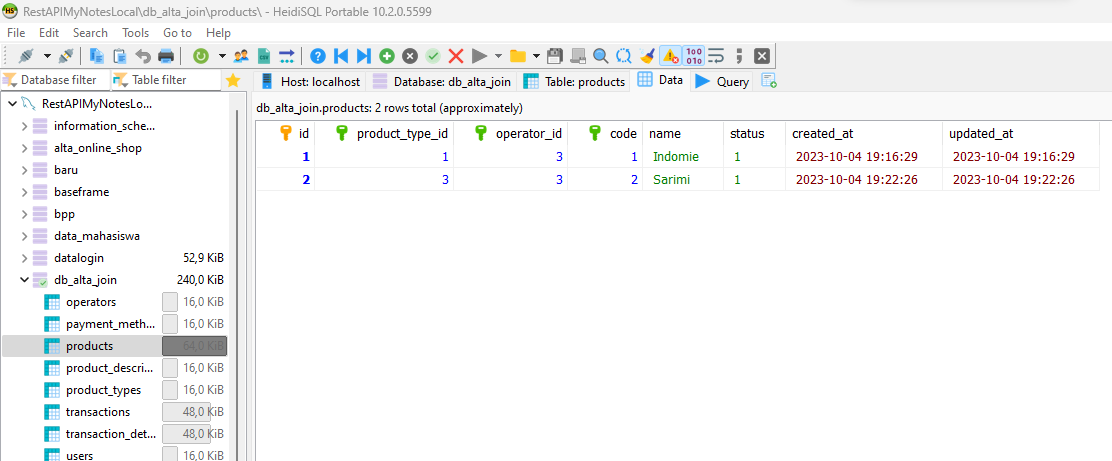 RestAPIMyNotesLocal\db_alta_join\products\ - HeidiSQL Portable 10.2.0.5599
File Edit Search Tools Go to Help
Database filter Table filter
Host: localhost Database: db_alta_join Table: products Data Query
RestAPIMyNotesLo...
information_sche...
alta_online_shop
baru
baseframe
bpp
data_mahasiswa
datalogin 52,9 KiB
db_alta_join 240,0 KiB
operators 16,0 KiB
payment_meth... 16,0 KiB
products 64,0 KiB
product_descri... 16,0 KiB
product_types 16,0 KiB
transactions 48,0 KiB
transaction_det... 48,0 KiB
users 16,0 KiB
db_alta_join.products: 2 rows total (approximately)
id product_type_id operator_id code name status created_at updated_at
1 1 3 1 Indomie 1 2023-10-04 19:16:29 2023-10-04 19:16:29
2 3 3 2 Sarimi 1 2023-10-04 19:22:26 2023-10-04 19:22:26